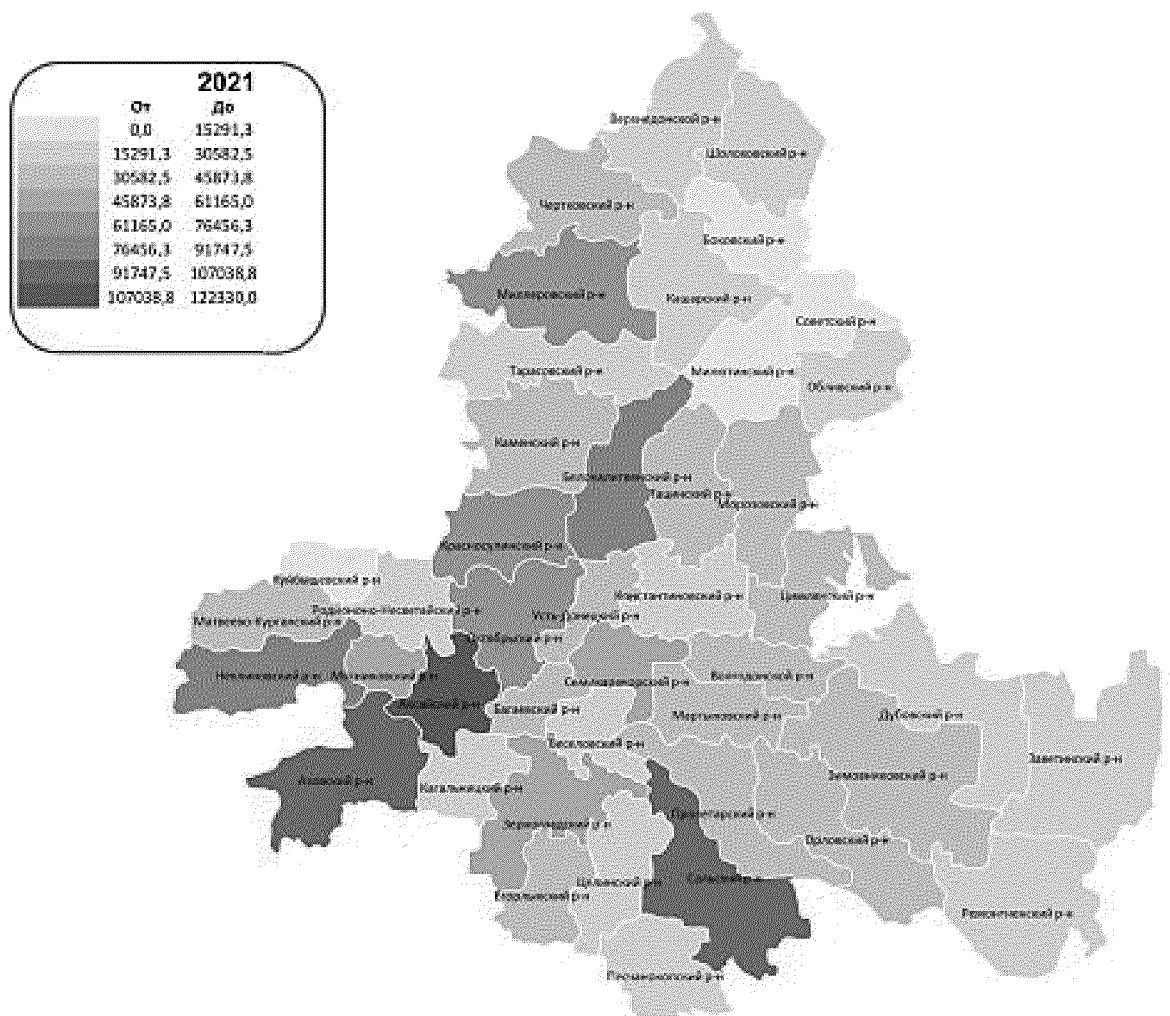 2021
От До
0,0 15291,3
15291,3 30582,5
30582,5 45873,8
45873,8 61165,0
61165,0 76456,3
76456,3 91747,5
91747,5 107038,8
107038,8 122330,0
Верхнедонской р-н
Шолоховский р-н
Чертковский р-н
Боковский р-н
Миллеровский р-н
Кашарский р-н
Советский р-н
Тарасовский р-н
Милютинский р-н
Обливский р-н
Каменский р-н
Белокалитвинский р-н
Тацинский р-н
Морозовский р-н
Красносулинский р-н
Куйбышевский р-н
Константиновский р-н
Цимлянский р-н
Родионово-Несветайский р-н
Матвеево-Курганский р-н
Усть-Донецкий р-н
Октябрьский р-н
Неклиновский р-н
Мясниковский р-н
Семикаракорский р-н
Волгодонской р-н
Аксайский р-н
Багаевский р-н
Мартыновский р-н
Дубовский р-н
Веселовский р-н
Заветинский р-н
Азовский р-н
Кагальницкий р-н
Зимовниковский р-н
Зерноградский р-н
Пролетарский р-н
Орловский р-н
Целинский р-н
Сальский р-н
Егорлыкский р-н
Ремонтненский р-н
Песчанокопский р-н